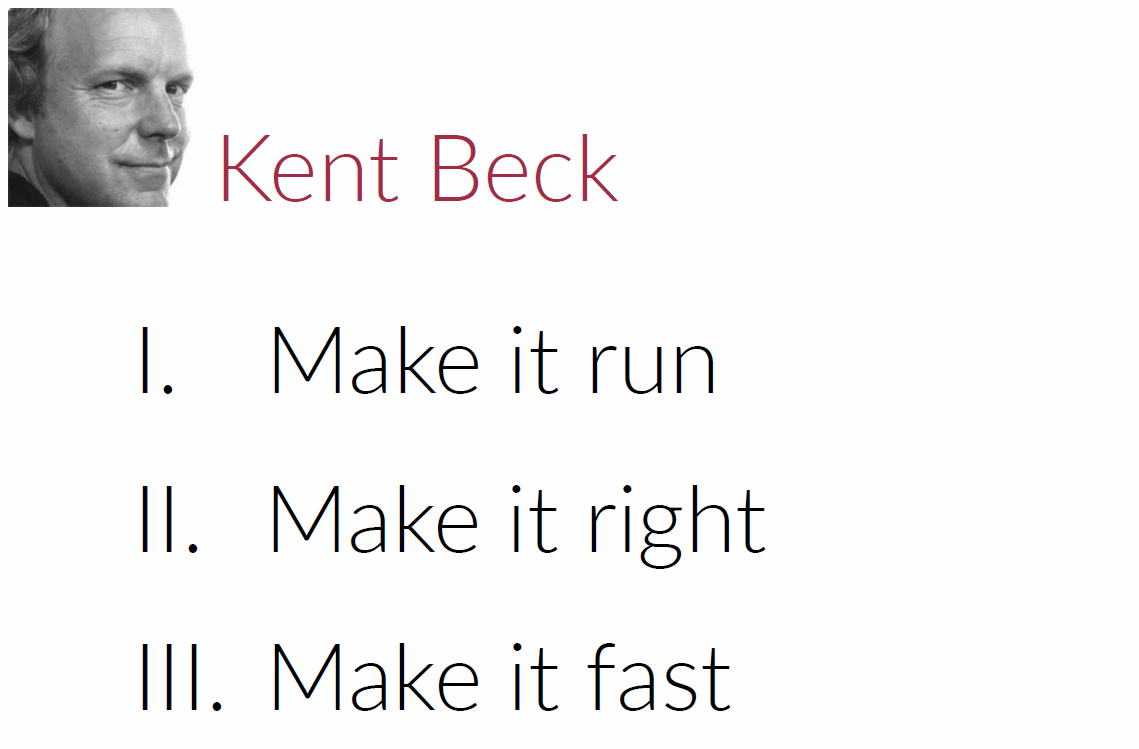 Kent Beck
I. Make it run
II. Make it right
III. Make it fast